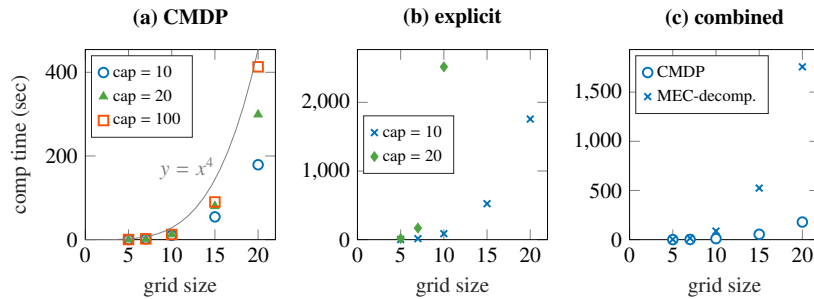 (a) CMDP
(b) explicit
(c) combined
comp time (sec)
400
200
0
cap = 10
cap = 20
cap = 100
y = x⁴
0 5 10 15 20
grid size
2,000
1,000
0
cap = 10
cap = 20
0 5 10 15 20
grid size
1,500
1,000
500
0
CMDP
MEC-decomp.
0 5 10 15 20
grid size